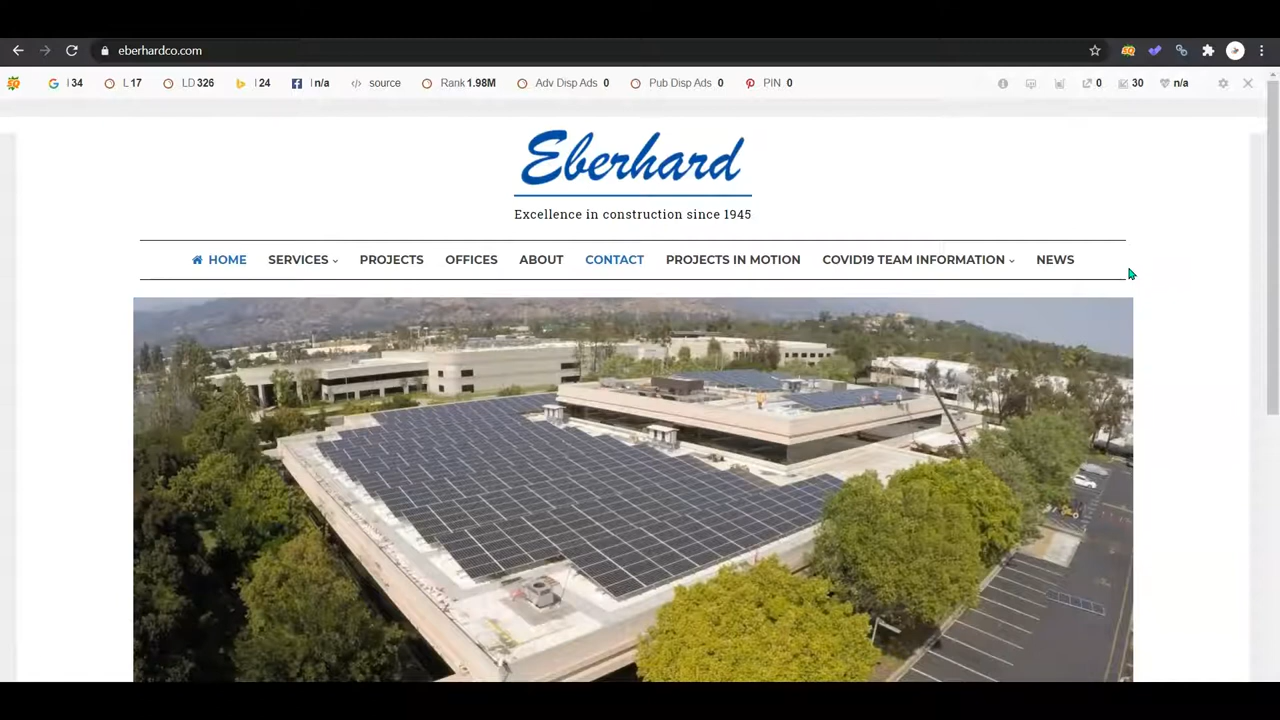 eberhardco.com
I 34 L 17 LD 326 I 24 I n/a source Rank 1.98M Adv Disp Ads 0 Pub Disp Ads 0 PIN 0 0 30 n/a
Eberhard
Excellence in construction since 1945
HOME SERVICES PROJECTS OFFICES ABOUT CONTACT PROJECTS IN MOTION COVID19 TEAM INFORMATION NEWS